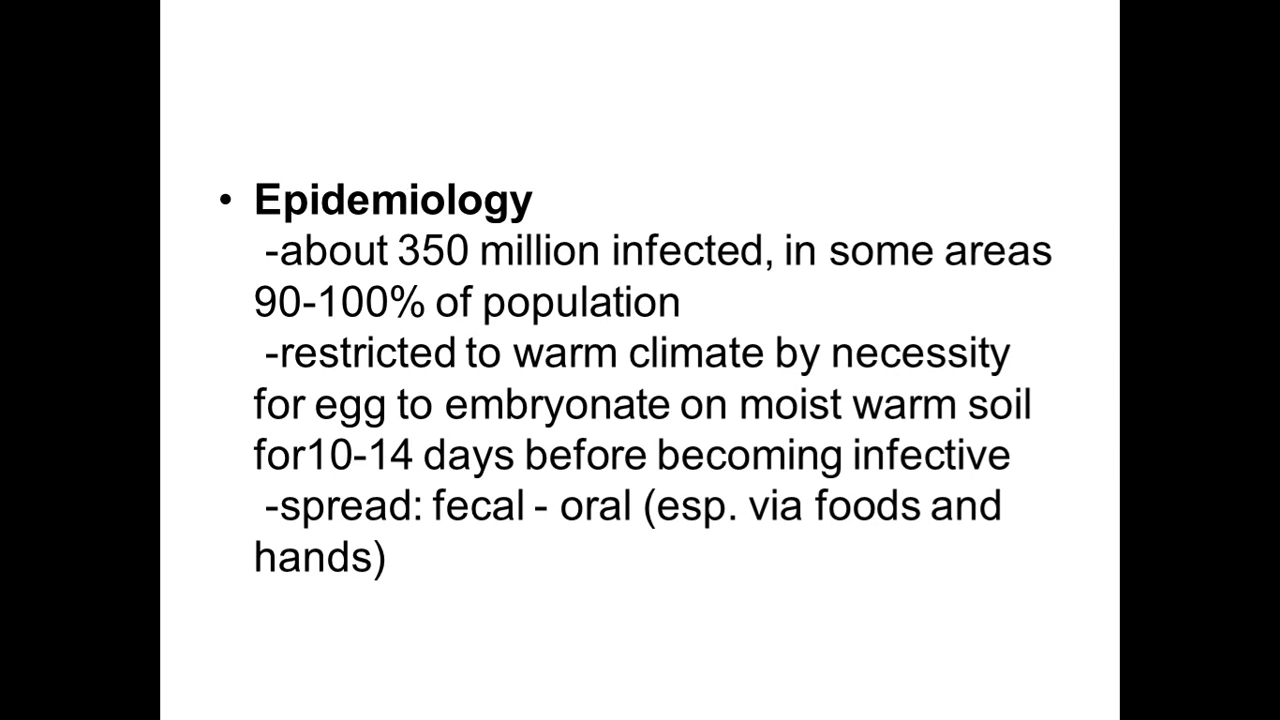 • Epidemiology
-about 350 million infected, in some areas
90-100% of population
-restricted to warm climate by necessity
for egg to embryonate on moist warm soil
for10-14 days before becoming infective
-spread: fecal - oral (esp. via foods and
hands)